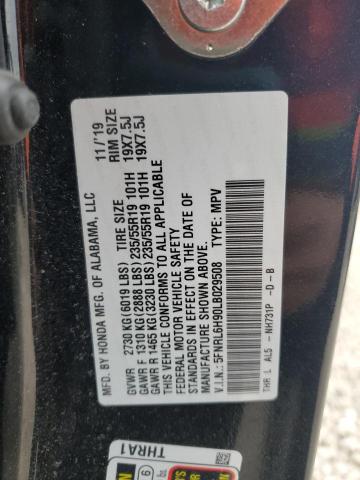 MFD. BY HONDA MFG. OF ALABAMA, LLC 11/'19
TIRE SIZE RIM SIZE
GVWR 2730 KG(6019 LBS)
GAWR F 1310 KG(2888 LBS)235/55R19 101H 19X7.5J
GAWR R 1465 KG(3230 LBS)235/55R19 101H 19X7.5J
THIS VEHICLE CONFORMS TO ALL APPLICABLE
FEDERAL MOTOR VEHICLE SAFETY
STANDARDS IN EFFECT ON THE DATE OF
MANUFACTURE SHOWN ABOVE.
V.I.N.: 5FNRL6H90LB029508 TYPE: MPV
THR L AL5 -NH731P -D-B
THRA1